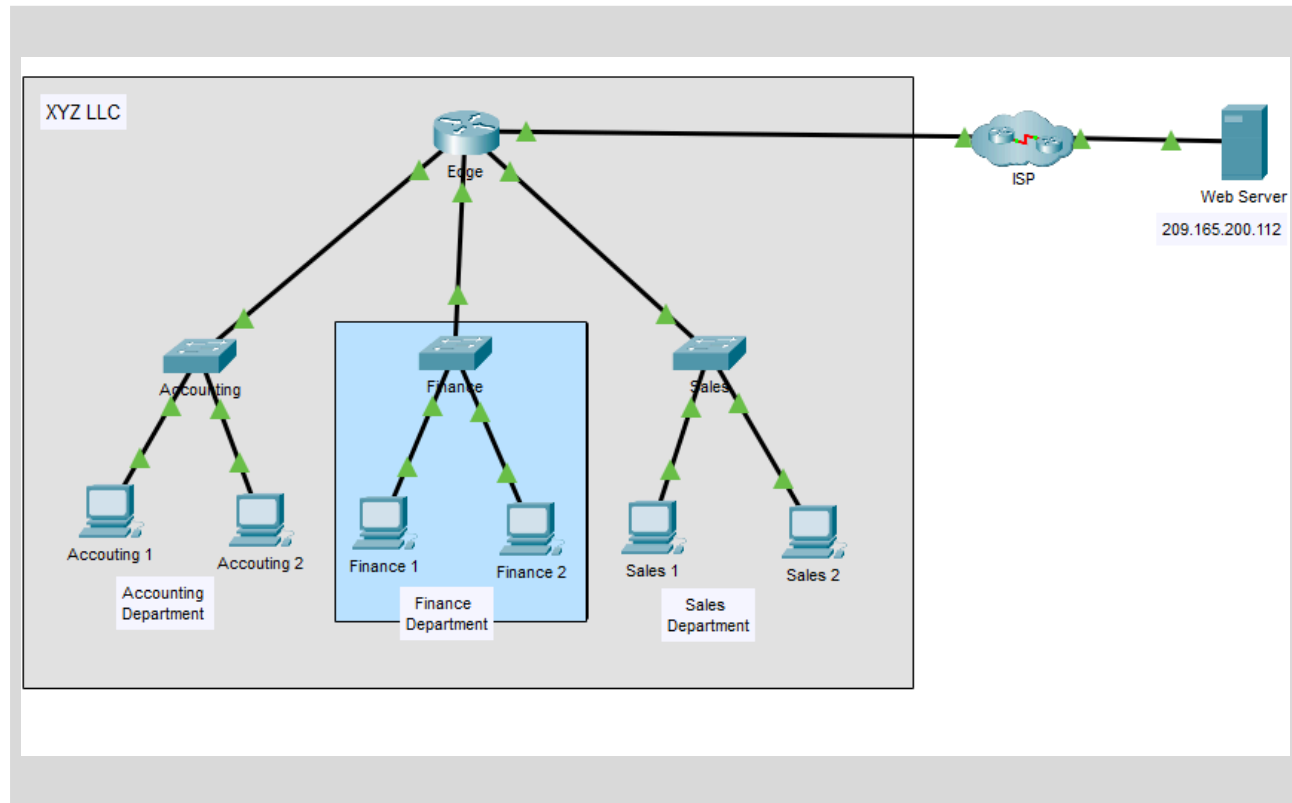 XYZ LLC
Edge
ISP
Web Server
209.165.200.112
Accounting
Finance
Sales
Accouting 1
Accouting 2
Finance 1
Finance 2
Sales 1
Sales 2
Accounting
Department
Finance
Department
Sales
Department